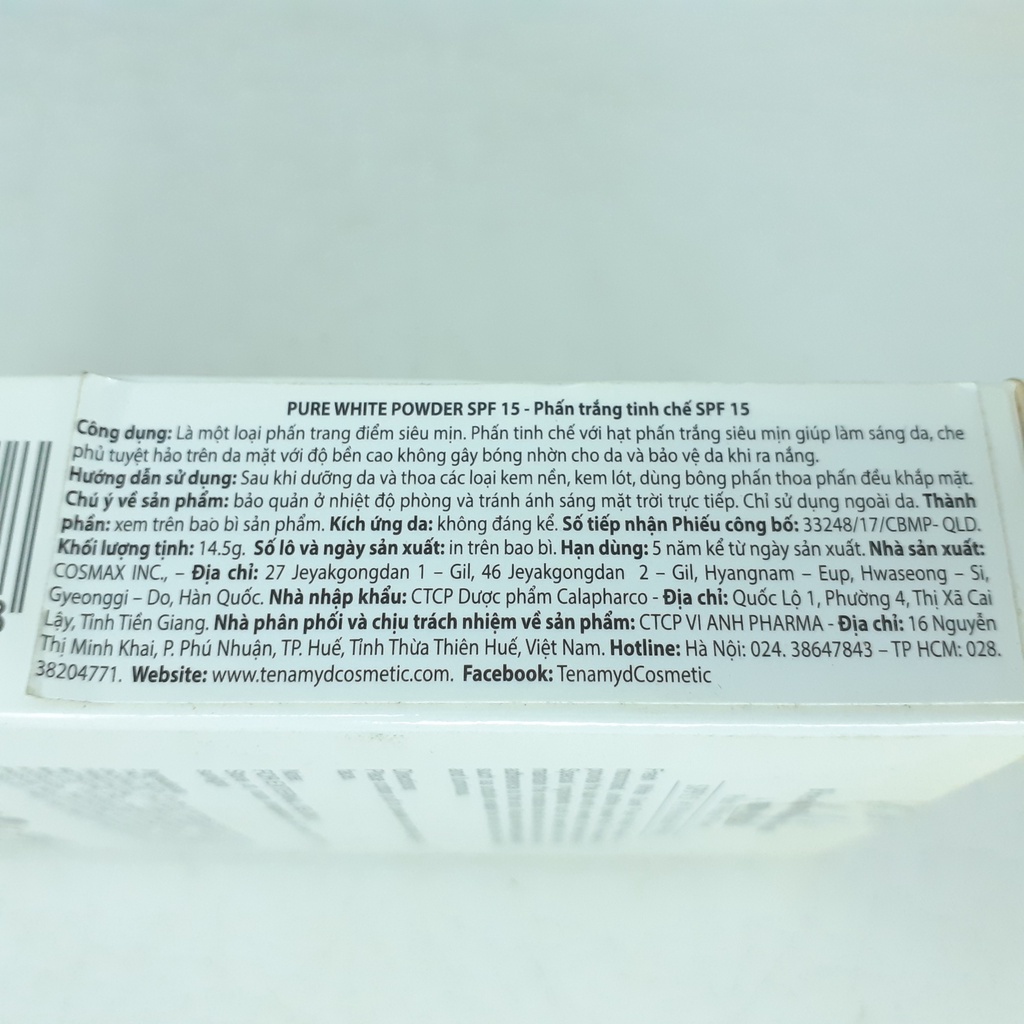 PURE WHITE POWDER SPF 15 - Phấn trắng tinh chế SPF 15
Công dụng: Là một loại phấn trang điểm siêu mịn. Phấn tinh chế với hạt phấn trắng siêu mịn giúp làm sáng da, che
phủ tuyệt hảo trên da mặt với độ bền cao không gây bóng nhờn cho da và bảo vệ da khi ra nắng.
Hướng dẫn sử dụng: Sau khi dưỡng da và thoa các loại kem nền, kem lót, dùng bông phấn thoa phấn đều khắp mặt.
Chú ý về sản phẩm: bảo quản ở nhiệt độ phòng và tránh ánh sáng mặt trời trực tiếp. Chỉ sử dụng ngoài da. Thành
phần: xem trên bao bì sản phẩm. Kích ứng da: không đáng kể. Số tiếp nhận Phiếu công bố: 33248/17/CBMP- QLD.
Khối lượng tịnh: 14.5g. Số lô và ngày sản xuất: in trên bao bì. Hạn dùng: 5 năm kể từ ngày sản xuất. Nhà sản xuất:
COSMAX INC., – Địa chỉ: 27 Jeyakgongdan 1 – Gil, 46 Jeyakgongdan 2 – Gil, Hyangnam – Eup, Hwaseong – Si,
Gyeonggi – Do, Hàn Quốc. Nhà nhập khẩu: CTCP Dược phẩm Calapharco - Địa chỉ: Quốc Lộ 1, Phường 4, Thị Xã Cai
Lậy, Tỉnh Tiền Giang. Nhà phân phối và chịu trách nhiệm về sản phẩm: CTCP VI ANH PHARMA - Địa chỉ: 16 Nguyễn
Thị Minh Khai, P. Phú Nhuận, TP. Huế, Tỉnh Thừa Thiên Huế, Việt Nam. Hotline: Hà Nội: 024. 38647843 – TP HCM: 028.
38204771. Website: www.tenamydcosmetic.com. Facebook: TenamydCosmetic